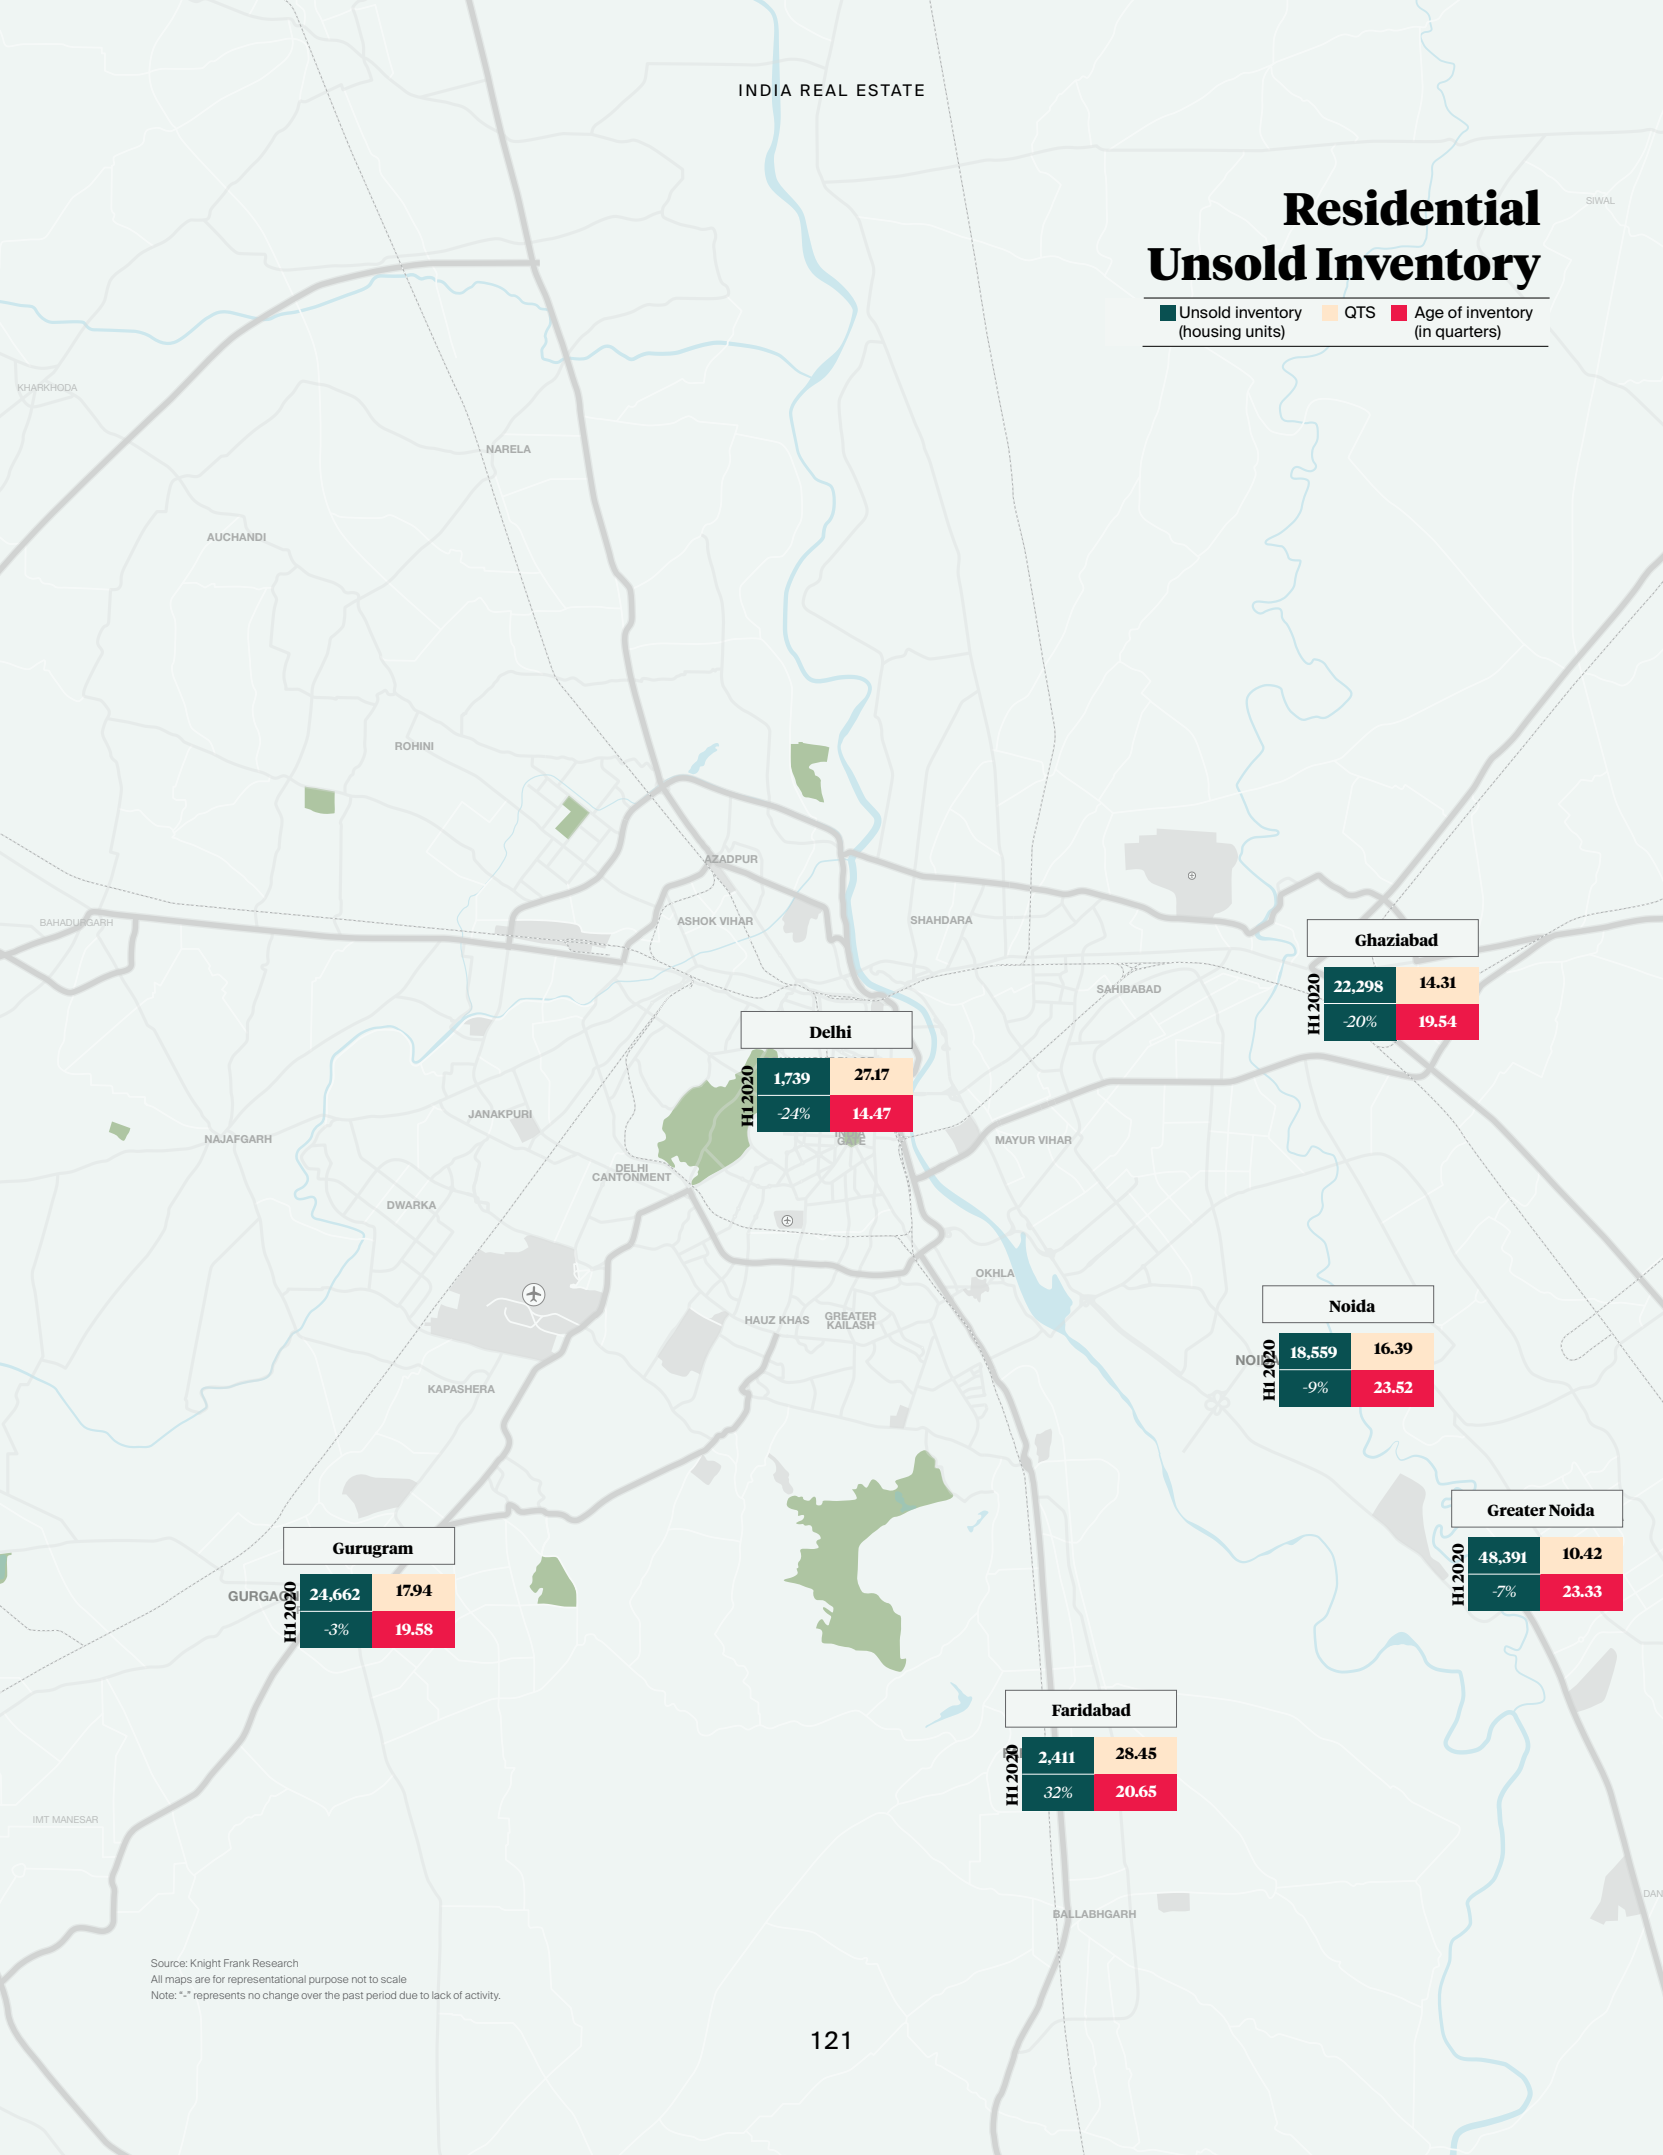 INDIA REAL ESTATE
Residential
Unsold Inventory
Unsold inventory
(housing units)
QTS
Age of inventory
(in quarters)
SIWAL
KHARKHODA
NARELA
AUCHANDI
ROHINI
AZADPUR
BAHADURGARH
ASHOK VIHAR
SHAHDARA
SAHIBABAD
Ghaziabad
H1 2020
22,298
14.31
-20%
19.54
Delhi
H1 2020
1,739
27.17
-24%
14.47
GATE
JANAKPURI
NAJAFGARH
MAYUR VIHAR
DELHI
CANTONMENT
DWARKA
OKHLA
HAUZ KHAS
GREATER
KAILASH
KAPASHERA
Noida
H1 2020
18,559
16.39
-9%
23.52
Greater Noida
H1 2020
48,391
10.42
-7%
23.33
Gurugram
H1 2020
24,662
17.94
-3%
19.58
Faridabad
H1 2020
2,411
28.45
32%
20.65
IMT MANESAR
DAN
BALLABHGARH
Source: Knight Frank Research
All maps are for representational purpose not to scale
Note: "-" represents no change over the past period due to lack of activity.
121